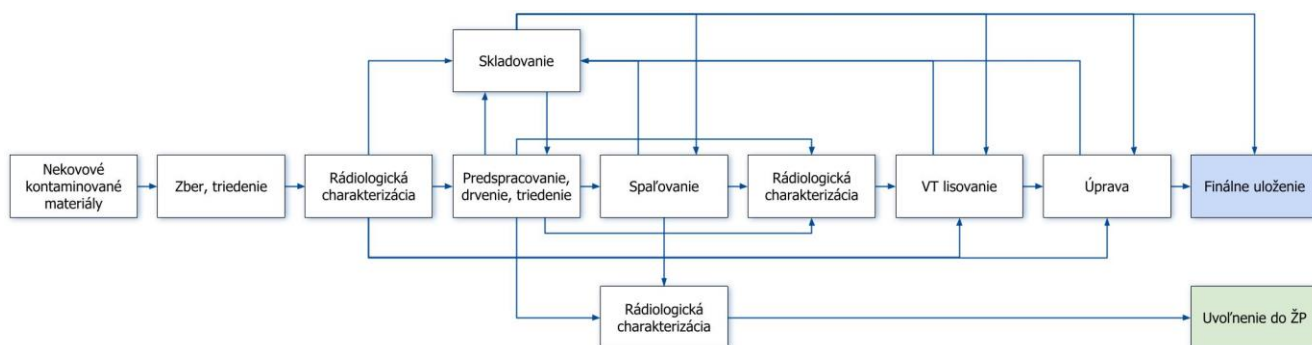 Skladovanie
Nekovové
kontaminované
materiály
Zber, triedenie
Rádiologická
charakterizácia
Predspracovanie,
drvenie, triedenie
Spaľovanie
Rádiologická
charakterizácia
VT lisovanie
Úprava
Finálne uloženie
Rádiologická
charakterizácia
Uvoľnenie do ŽP